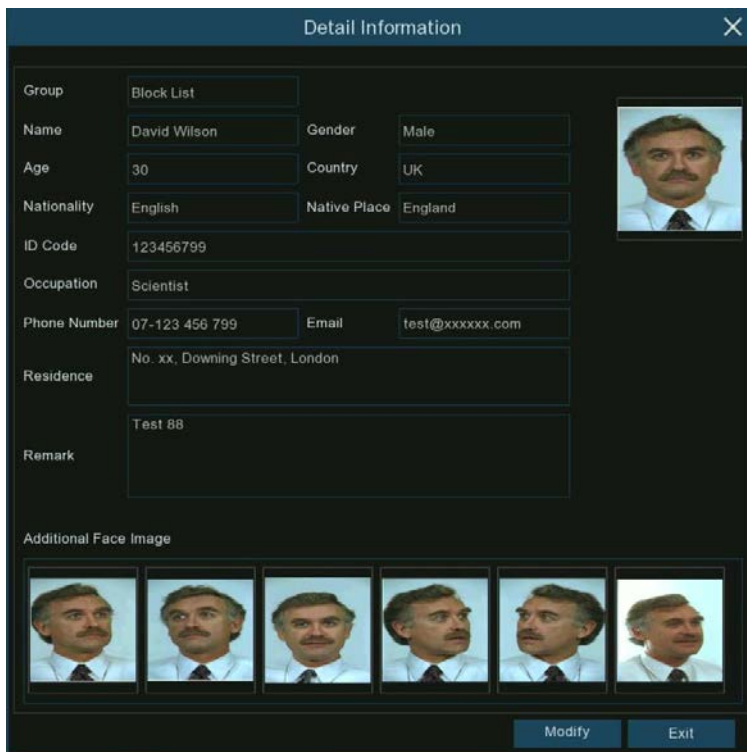 Detail Information
Group Block List
Name David Wilson Gender Male
Age 30 Country UK
Nationality English Native Place England
ID Code 123456799
Occupation Scientist
Phone Number 07-123 456 799 Email test@xxxxxx.com
Residence No. xx, Downing Street, London
Remark Test 88
Additional Face Image
Modify Exit